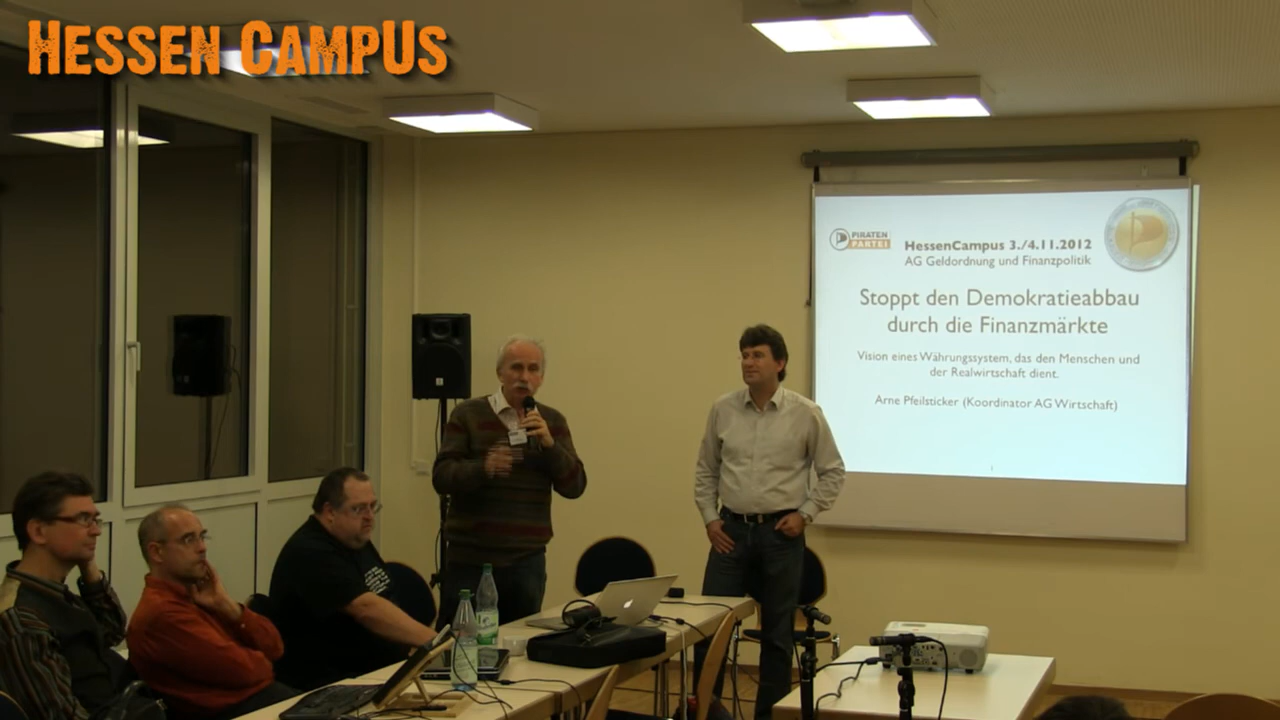 HESSEN CAMPUS
PIRATEN
PARTEI
HessenCampus 3./4.11.2012
AG Geldordnung und Finanzpolitik
Stoppt den Demokratieabbau
durch die Finanzmärkte
Vision eines Währungssystem, das den Menschen und
der Realwirtschaft dient.
Arne Pfeilsticker (Koordinator AG Wirtschaft)